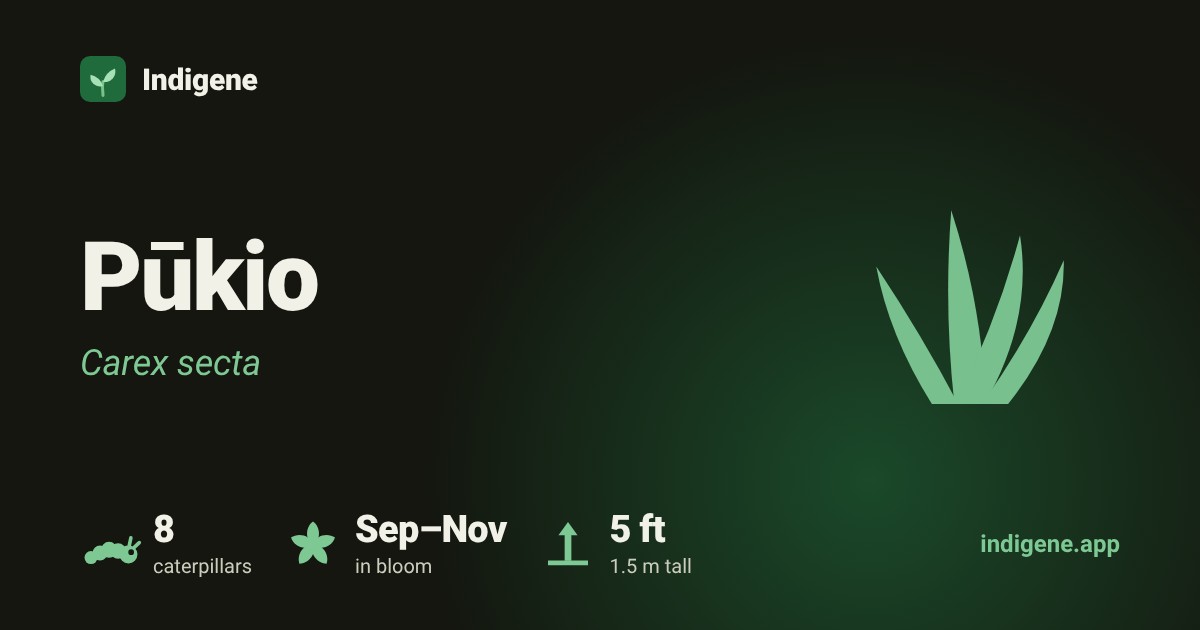 Indigene
Pūkio
Carex secta
8
caterpillars
Sep–Nov
in bloom
5 ft
1.5 m tall
indigene.app